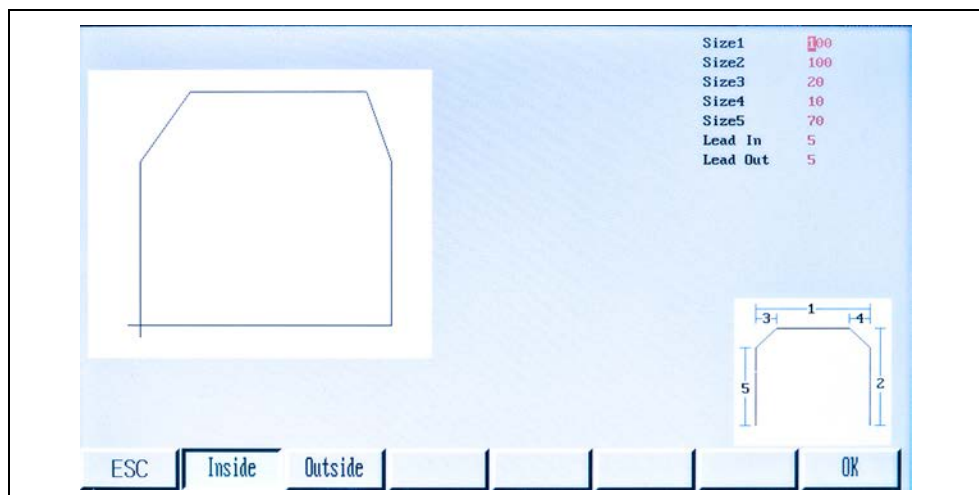 Size1 100
Size2 100
Size3 20
Size4 10
Size5 70
Lead In 5
Lead Out 5
1
3 4
5 2
ESC Inside Outside OK